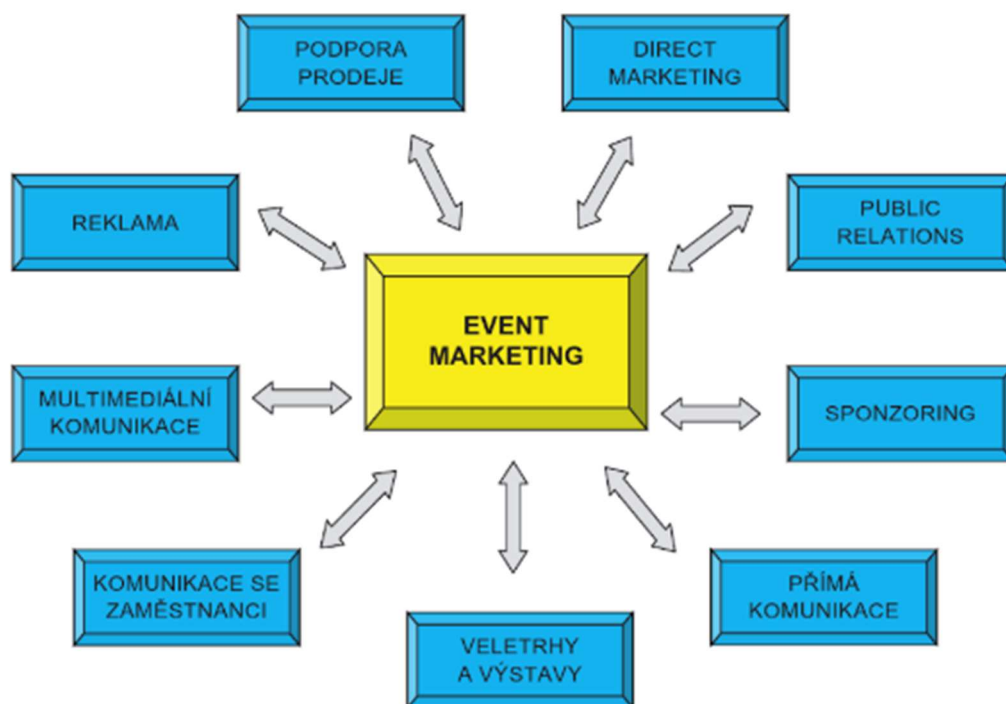 PODPORA
PRODEJE
DIRECT
MARKETING
REKLAMA
PUBLIC
RELATIONS
EVENT
MARKETING
MULTIMEDIÁLNÍ
KOMUNIKACE
SPONZORING
KOMUNIKACE SE
ZAMĚSTNANCI
PŘÍMÁ
KOMUNIKACE
VELETRHY
A VÝSTAVY